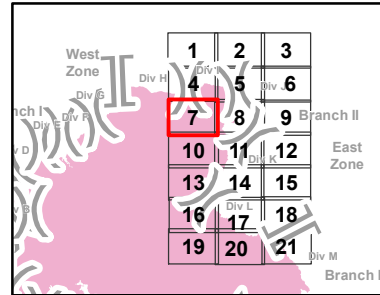 1 2 3
West
Zone
Div H
Div I
4 5 6
Div J
Div G
nch I
Div F
Div E
7 8 9 Branch II
Div D
10 11 12 East
Zone
Div K
13 14 15
Div B
Div L
16 17 18
19 20 21
Div M
Branch I